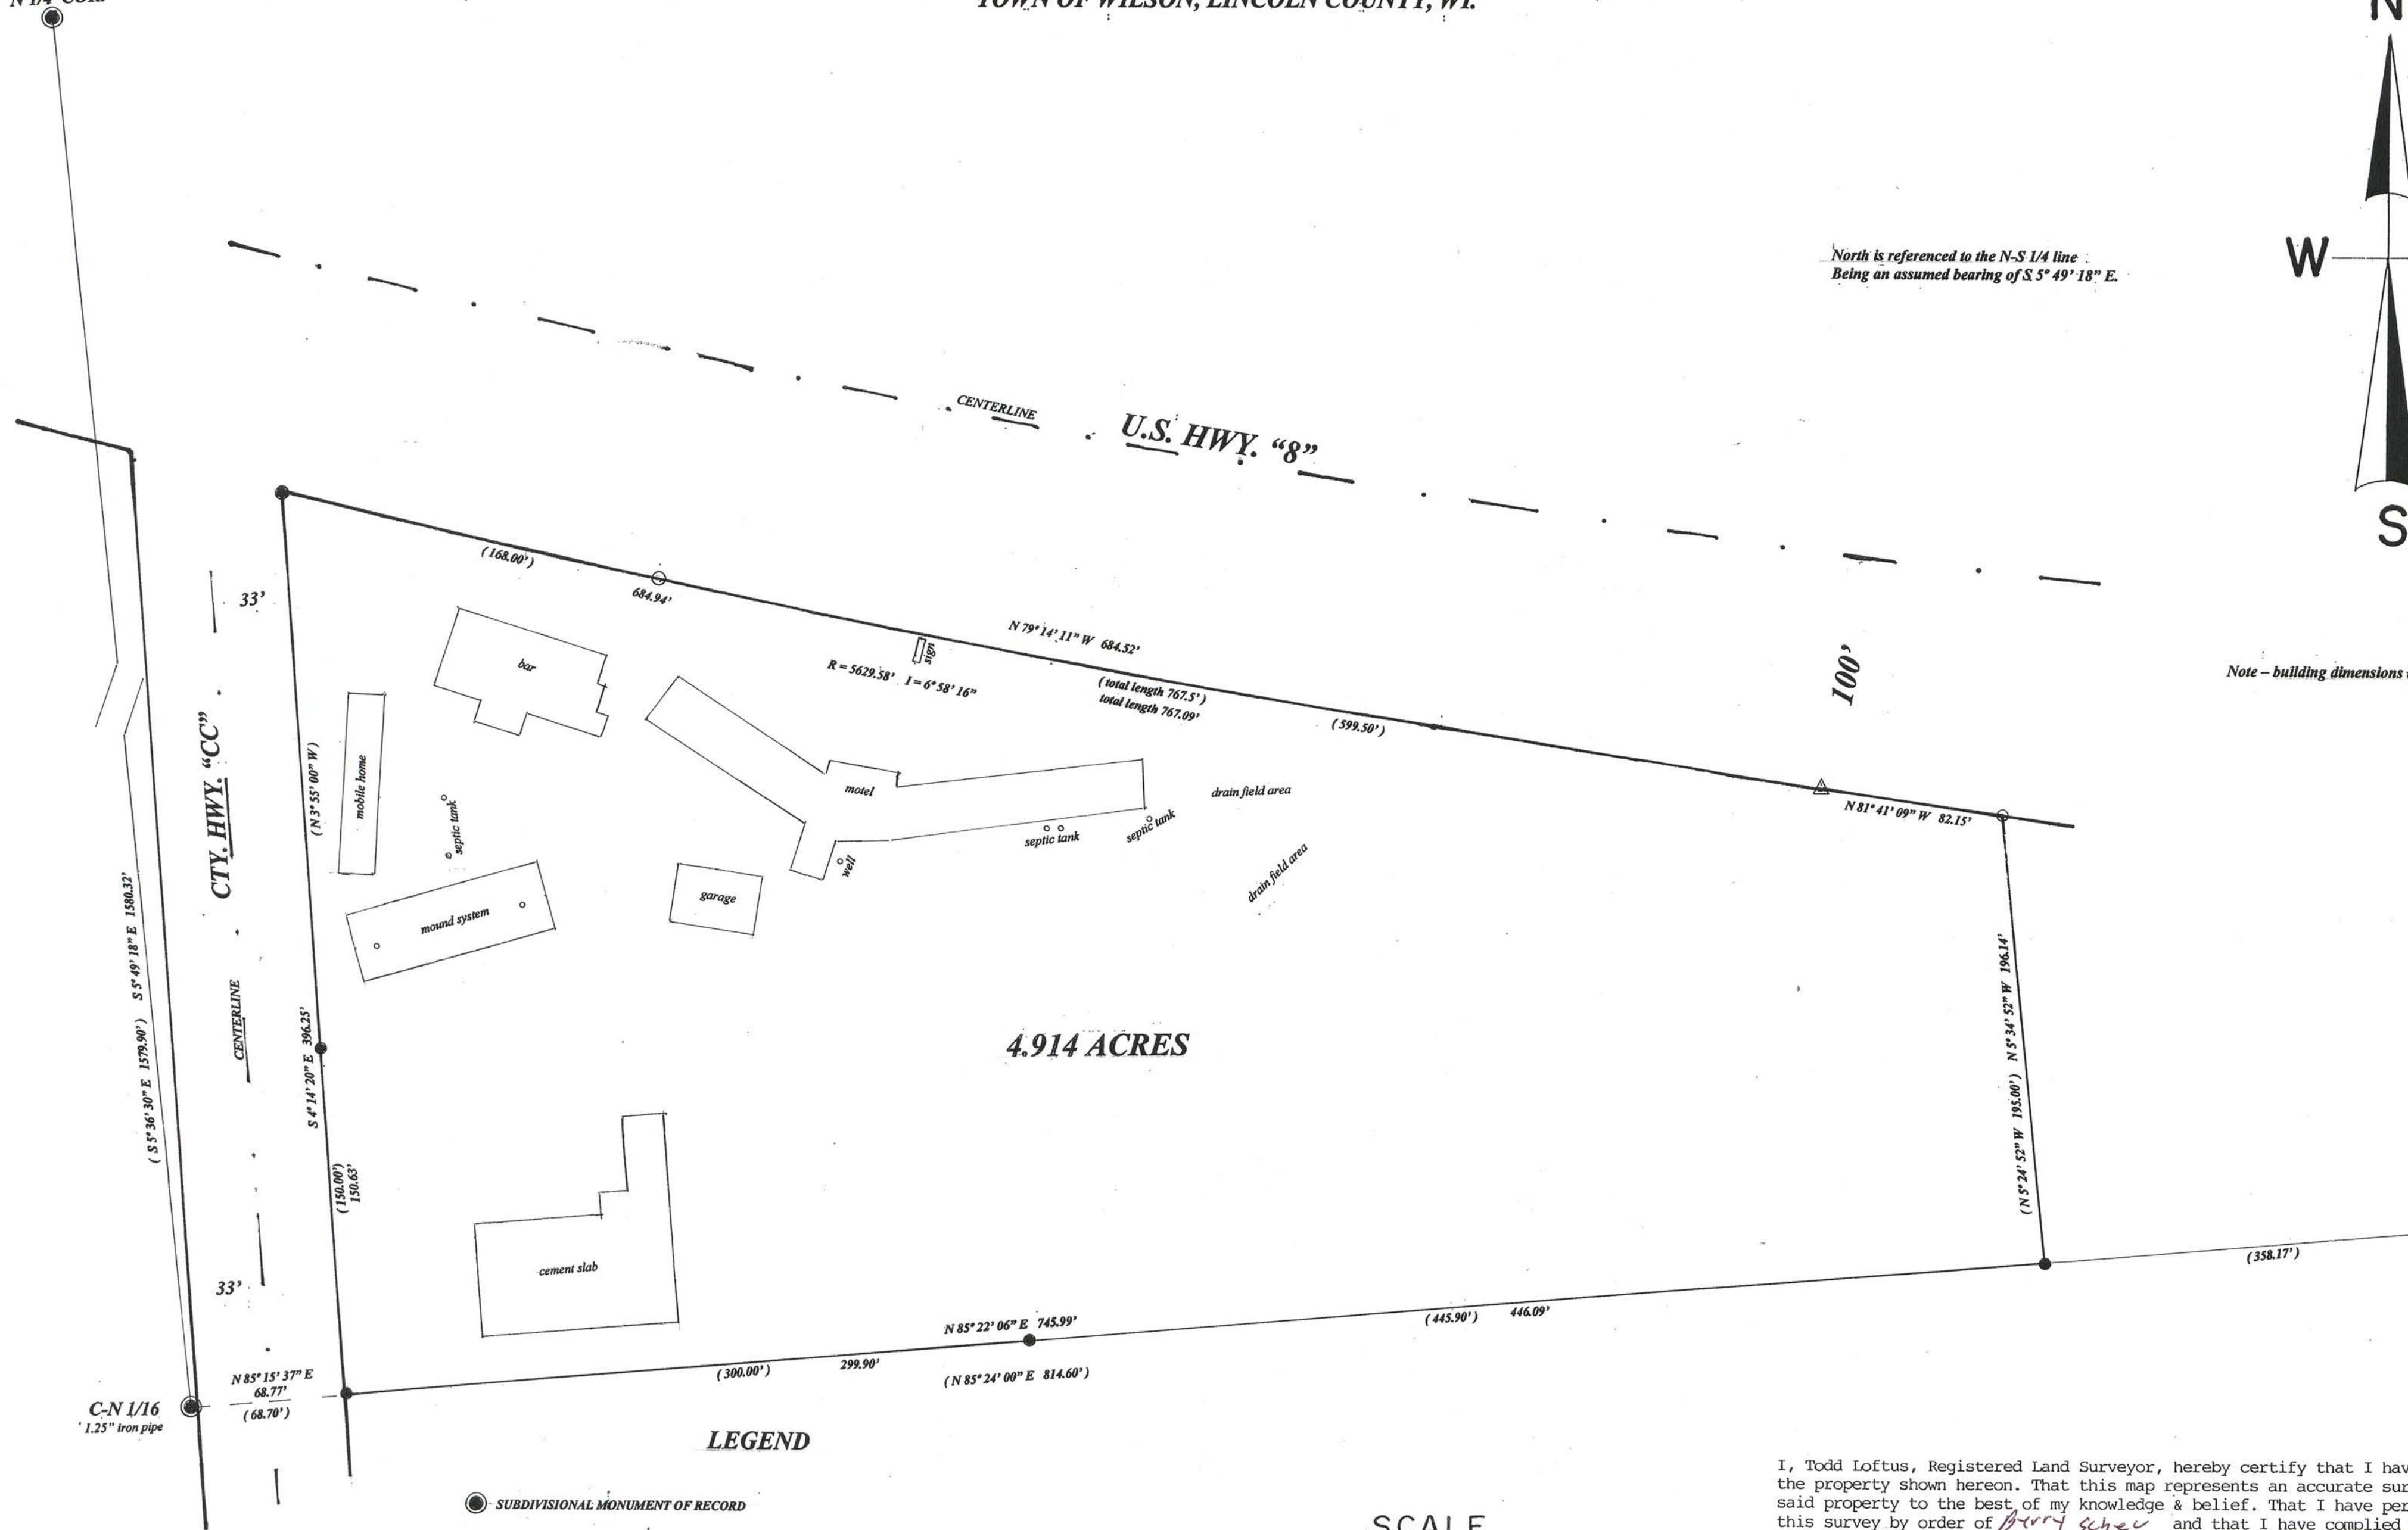 TOWN OF WILSON, LINCOLN COUNTY, WI.
N
W
S
North is referenced to the N-S 1/4 line
Being an assumed bearing of S 5° 49' 18" E.
CENTERLINE
U.S. HWY. “8”
33’
(168.00’)
684.94’
N 79° 14’ 11” W 684.52’
sign
R = 5629.58’ I = 6° 58’ 16”
(total length 767.5’)
total length 767.09’
(599.50’)
100’
Note – building dimensions
bar
mobile home
(N 3° 55’ 00” W)
CTY. HWY. “CC”
septic tank
motel
drain field area
septic tank
septic tank
N 81° 41’ 09” W 82.15’
well
garage
drain field area
mound system
CENTERLINE
S 5° 49’ 18” E 1580.32’
(S 5° 36’ 30” E 1579.90’)
S 4° 14’ 20” E 396.25’
4.914 ACRES
N 5° 34’ 52” W 196.14’
(N 5° 24’ 52” W 195.00’)
(150.00’)
150.63’
cement slab
33’
(358.17’)
N 85° 22’ 06” E 745.99’
(445.90’) 446.09’
(300.00’) 299.90’
(N 85° 24’ 00” E 814.60’)
N 85° 15’ 37” E
68.77’
(68.70’)
C-N 1/16
1.25" iron pipe
LEGEND
SUBDIVISIONAL MONUMENT OF RECORD
SCALE
I, Todd Loftus, Registered Land Surveyor, hereby certify that I hav
the property shown hereon. That this map represents an accurate sur
said property to the best of my knowledge & belief. That I have per
this survey by order of and that I have complied